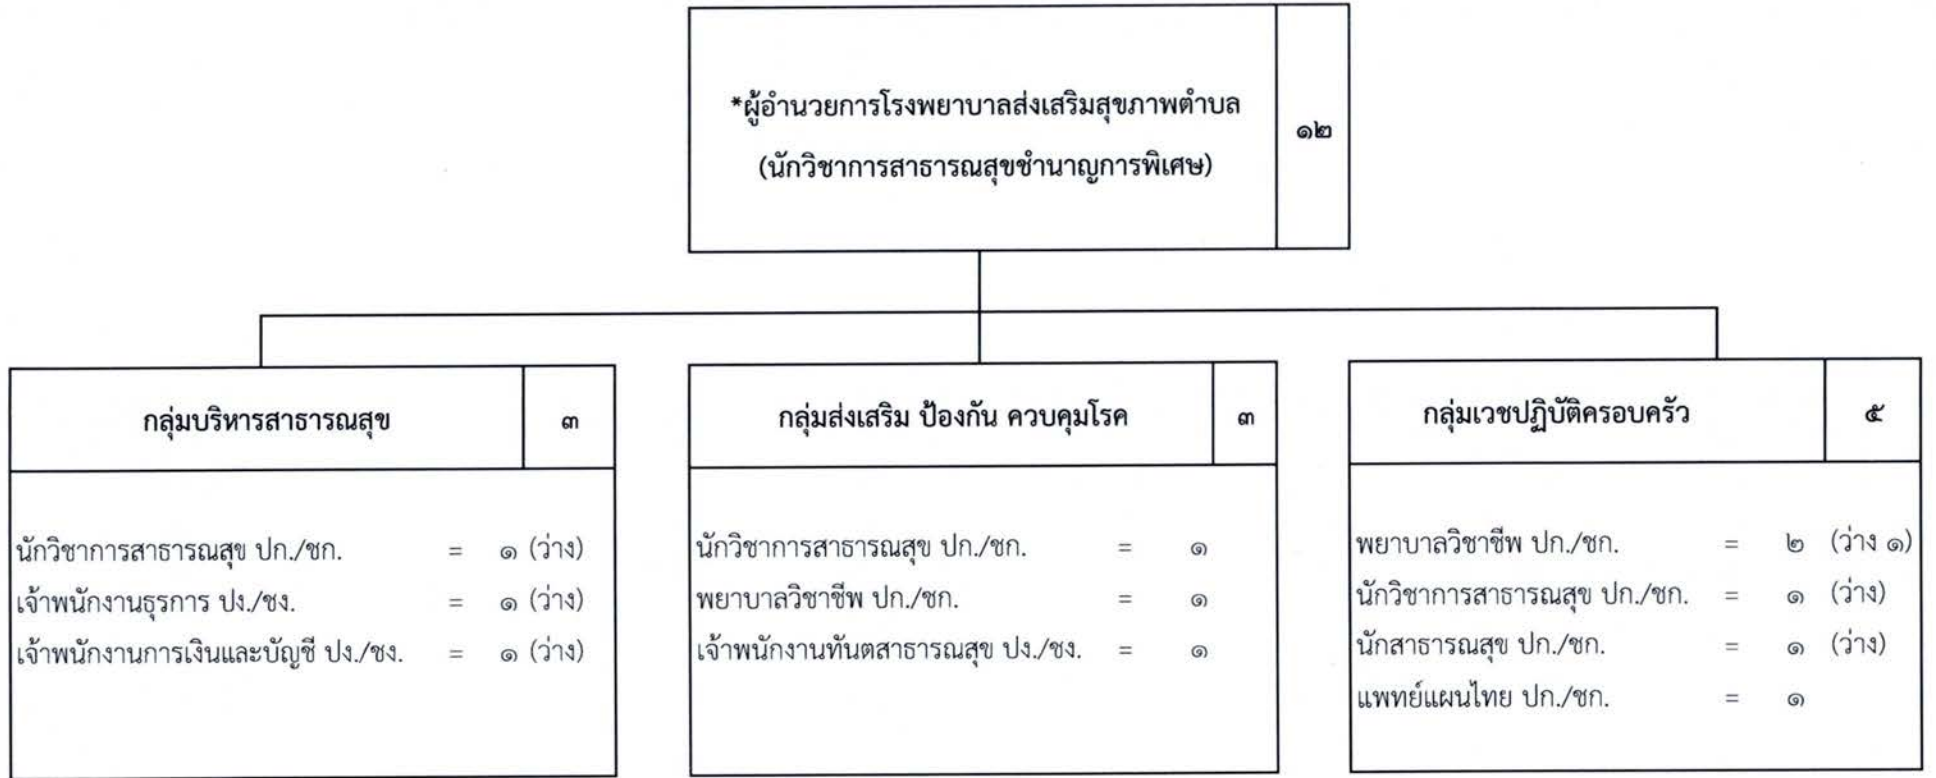 *ผู้อำนวยการโรงพยาบาลส่งเสริมสุขภาพตำบล
(นักวิชาการสาธารณสุขชำนาญการพิเศษ)
๑๒
กลุ่มบริหารสาธารณสุข ๓
นักวิชาการสาธารณสุข ปก./ชก. = ๑ (ว่าง)
เจ้าพนักงานธุรการ ปง./ชง. = ๑ (ว่าง)
เจ้าพนักงานการเงินและบัญชี ปง./ชง. = ๑ (ว่าง)
กลุ่มส่งเสริม ป้องกัน ควบคุมโรค ๓
นักวิชาการสาธารณสุข ปก./ชก. = ๑
พยาบาลวิชาชีพ ปก./ชก. = ๑
เจ้าพนักงานทันตสาธารณสุข ปง./ชง. = ๑
กลุ่มเวชปฏิบัติครอบครัว ๕
พยาบาลวิชาชีพ ปก./ชก. = ๒ (ว่าง ๑)
นักวิชาการสาธารณสุข ปก./ชก. = ๑ (ว่าง)
นักสาธารณสุข ปก./ชก. = ๑ (ว่าง)
แพทย์แผนไทย ปก./ชก. = ๑